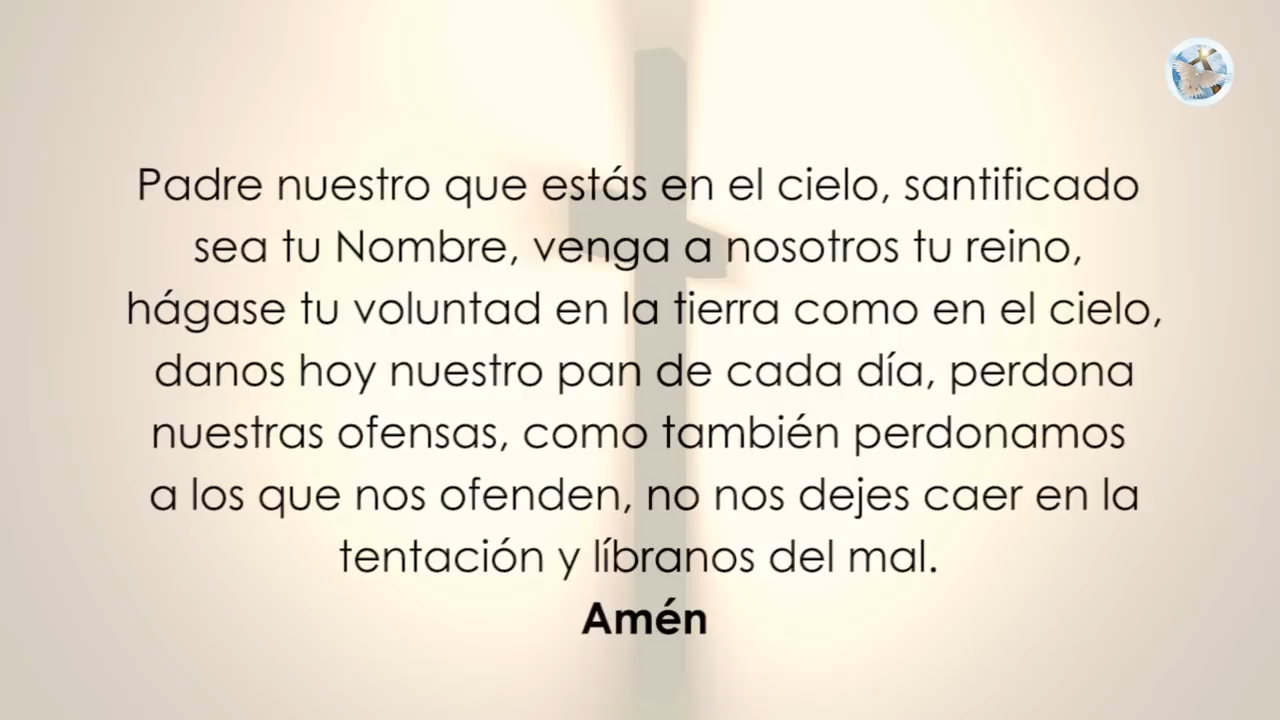 Padre nuestro que estás en el cielo, santificado
sea tu Nombre, venga a nosotros tu reino,
hágase tu voluntad en la tierra como en el cielo,
danos hoy nuestro pan de cada día, perdona
nuestras ofensas, como también perdonamos
a los que nos ofenden, no nos dejes caer en la
tentación y líbranos del mal.
Amén